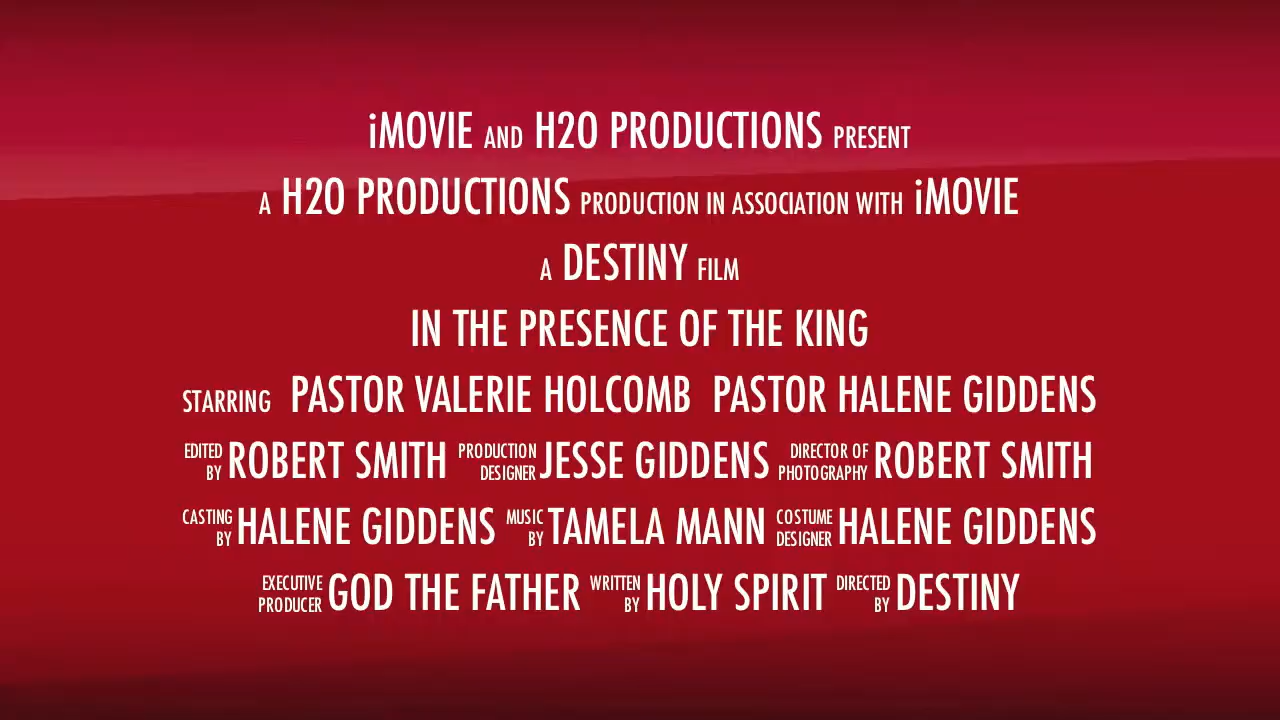 iMOVIE AND H20 PRODUCTIONS PRESENT
A H20 PRODUCTIONS PRODUCTION IN ASSOCIATION WITH iMOVIE
A DESTINY FILM
IN THE PRESENCE OF THE KING
STARRING PASTOR VALERIE HOLCOMB PASTOR HALENE GIDDENS
EDITED BY ROBERT SMITH PRODUCTION DESIGNER JESSE GIDDENS DIRECTOR OF PHOTOGRAPHY ROBERT SMITH
CASTING BY HALENE GIDDENS MUSIC BY TAMELA MANN COSTUME DESIGNER HALENE GIDDENS
EXECUTIVE PRODUCER GOD THE FATHER WRITTEN BY HOLY SPIRIT DIRECTED BY DESTINY